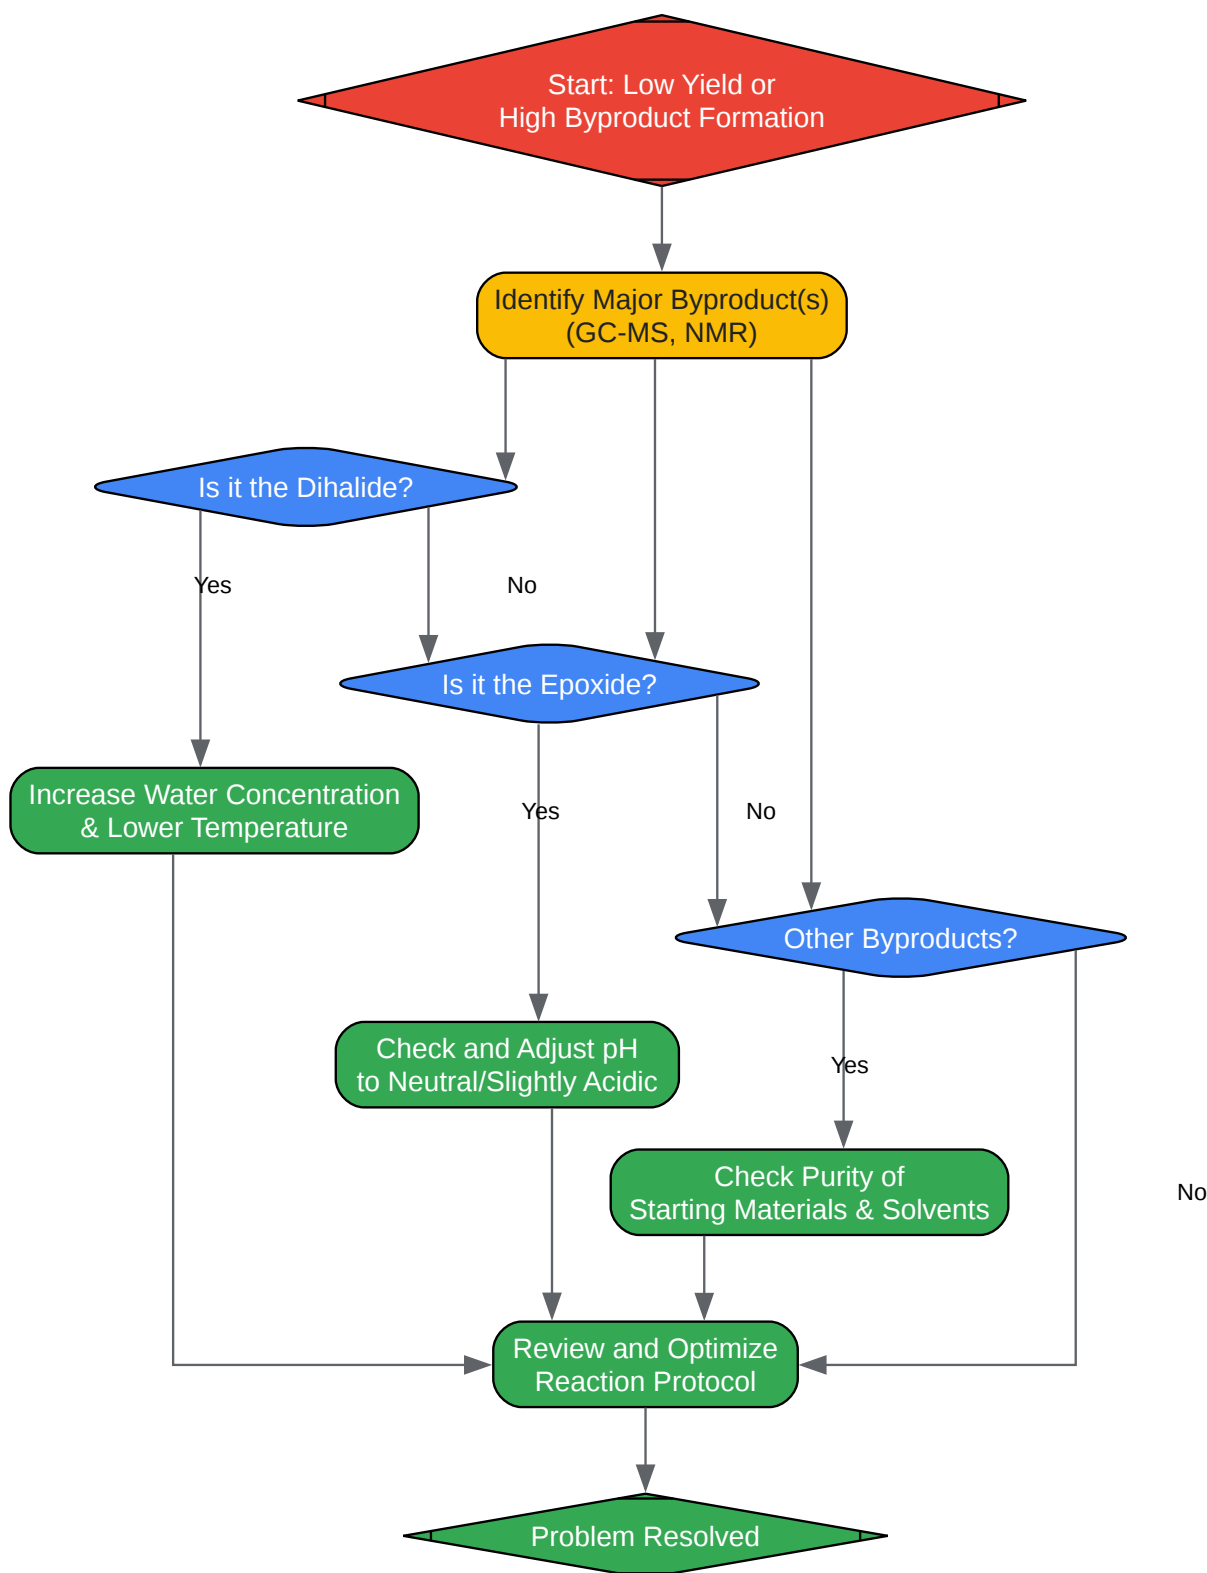 Start: Low Yield or
High Byproduct Formation
Identify Major Byproduct(s)
(GC-MS, NMR)
Is it the Dihalide?
Yes
No
Is it the Epoxide?
Increase Water Concentration
& Lower Temperature
Yes
No
Other Byproducts?
Check and Adjust pH
to Neutral/Slightly Acidic
Yes
Check Purity of
Starting Materials & Solvents
No
Review and Optimize
Reaction Protocol
Problem Resolved